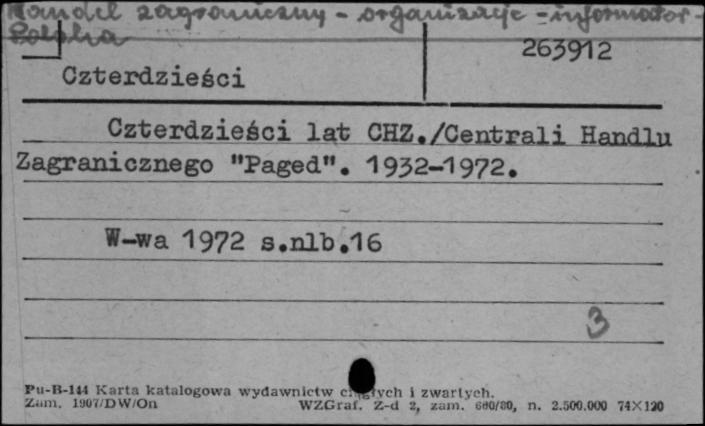 Handel zagraniczny - organizacje - informator -
Polska
263912
Czterdzieści
Czterdzieści lat CHZ./Centrali Handlu
Zagranicznego "Paged". 1932-1972.
W-wa 1972 s.nlb.16
3
Pu-B-144 Karta katalogowa wydawnictw ciągłych i zwartych.
Zam. 1907/DW/On WZGraf. Z-d 2, zam. 660/80, n. 2.500.000 74×120